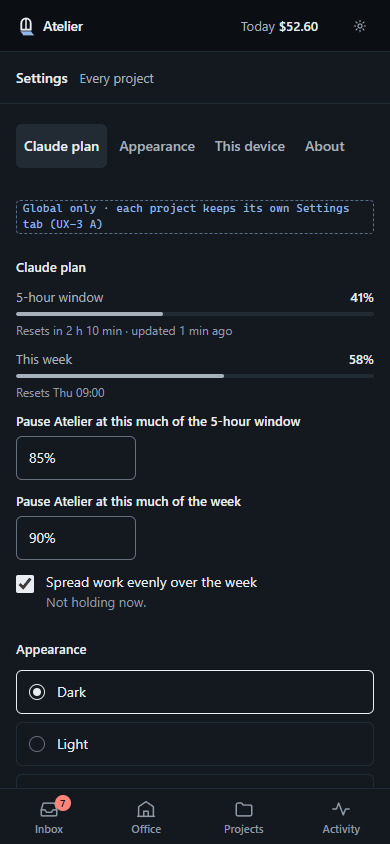 Atelier
Today $52.60
Settings Every project
Claude plan Appearance This device About
Global only · each project keeps its own Settings
tab (UX-3 A)
Claude plan
5-hour window 41%
Resets in 2 h 10 min · updated 1 min ago
This week 58%
Resets Thu 09:00
Pause Atelier at this much of the 5-hour window
85%
Pause Atelier at this much of the week
90%
Spread work evenly over the week
Not holding now.
Appearance
Dark
Light
7
Inbox Office Projects Activity